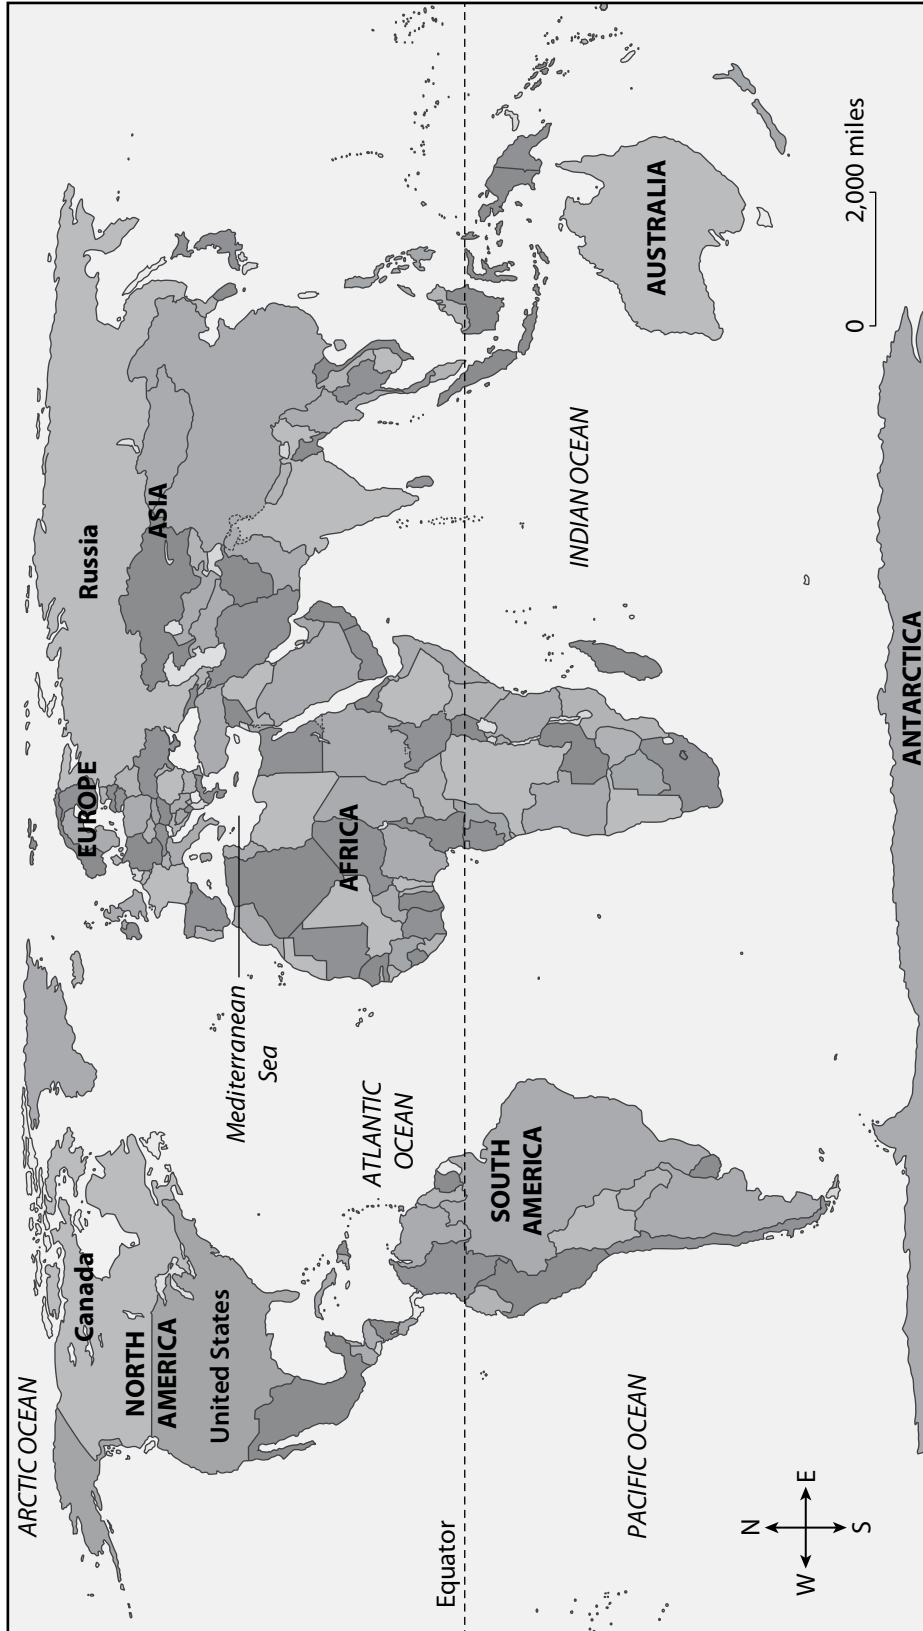 ARCTIC OCEAN
Canada
NORTH
AMERICA
United States
EUROPE
Russia
ASIA
Mediterranean
Sea
AFRICA
ATLANTIC
OCEAN
Equator
SOUTH
AMERICA
PACIFIC OCEAN
INDIAN OCEAN
AUSTRALIA
0
2,000 miles
N
W
E
S
ANTARCTICA